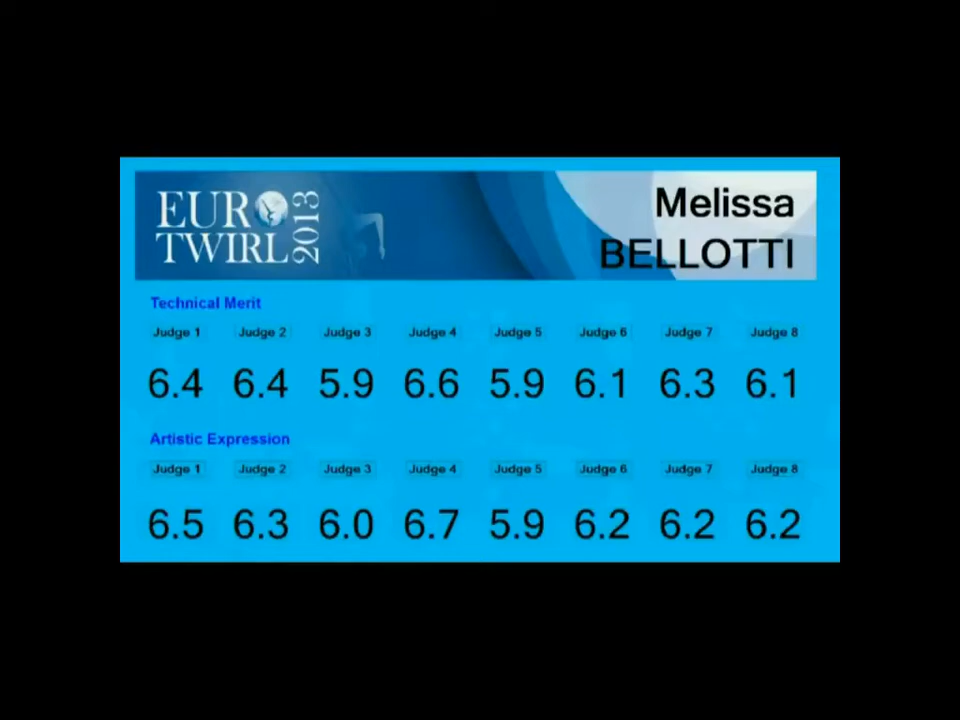 EURO
TWIRL
2013
Melissa
BELLOTTI
Technical Merit
Judge 1 Judge 2 Judge 3 Judge 4 Judge 5 Judge 6 Judge 7 Judge 8
6.4 6.4 5.9 6.6 5.9 6.1 6.3 6.1
Artistic Expression
Judge 1 Judge 2 Judge 3 Judge 4 Judge 5 Judge 6 Judge 7 Judge 8
6.5 6.3 6.0 6.7 5.9 6.2 6.2 6.2